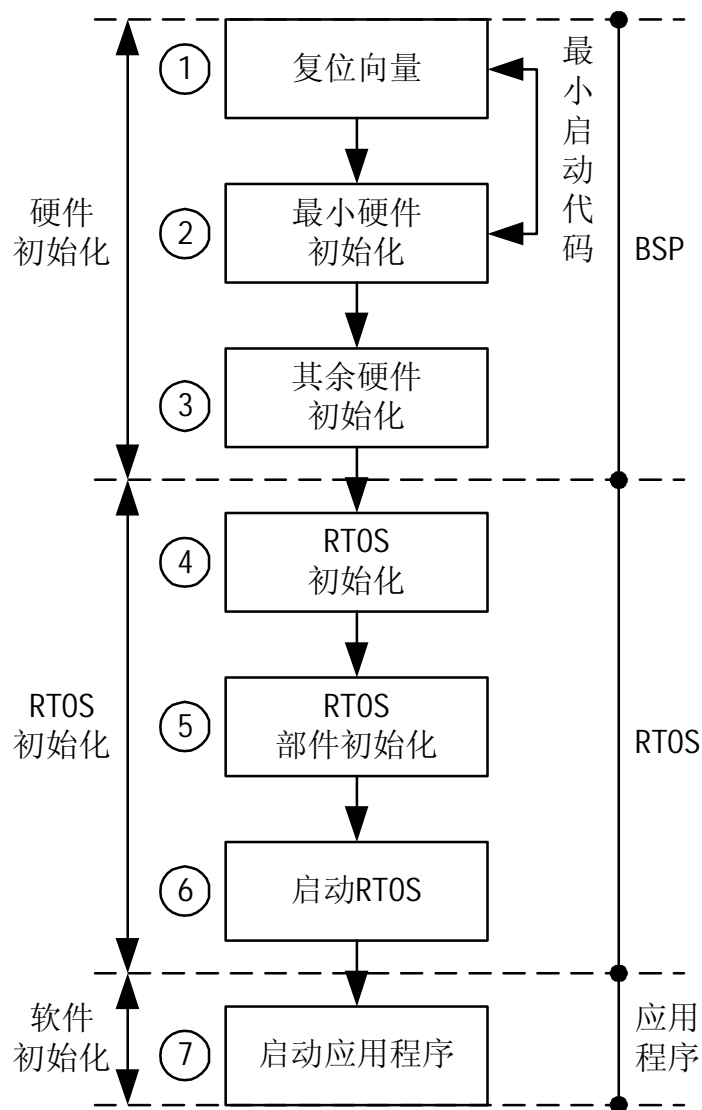 ①
复位向量
最小启动代码
②
最小硬件
初始化
硬件
初始化
BSP
③
其余硬件
初始化
④
RTOS
初始化
RTOS
初始化
⑤
RTOS
部件初始化
RTOS
⑥
启动RTOS
软件
初始化
⑦
启动应用程序
应用
程序